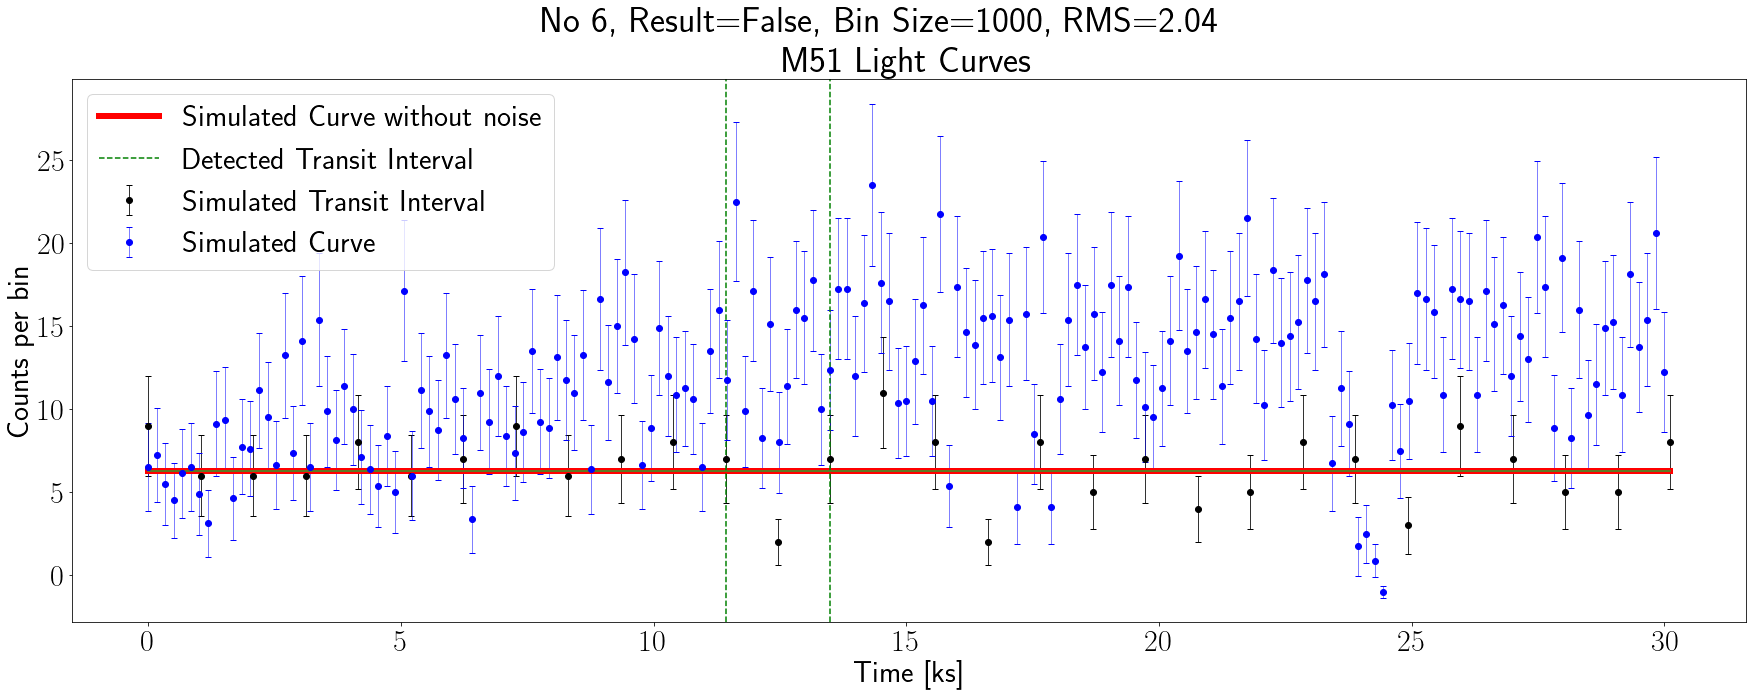 No 6, Result=False, Bin Size=1000, RMS=2.04
M51 Light Curves
Simulated Curve without noise
Detected Transit Interval
Simulated Transit Interval
Simulated Curve
Counts per bin
25
20
15
10
5
0
0 5 10 15 20 25 30
Time [ks]